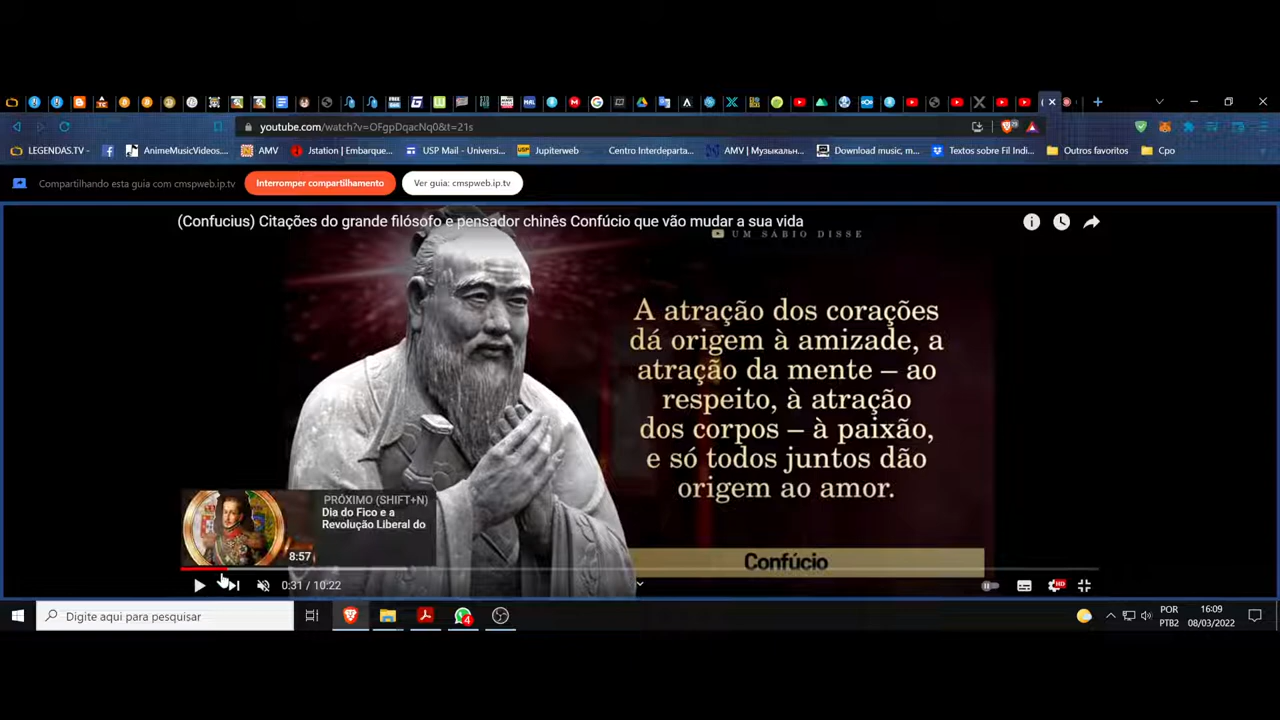 youtube.com/watch?v=OFgpDqacNq0&t=21s
LEGENDAS.TV
AnimeMusicVideos...
AMV
Jstation | Embarque...
USP Mail - Universi...
Jupiterweb
Centro Interdeparta...
AMV | Музыкальн...
Download music, m...
Textos sobre Fil Indi...
Outros favoritos
Cpo
Compartilhando esta guia com cmspweb.ip.tv
Interromper compartilhamento
Ver guia: cmspweb.ip.tv
(Confucius) Citações do grande filósofo e pensador chinês Confúcio que vão mudar a sua vida
UM SÁBIO DISSE
A atração dos corações
dá origem à amizade, a
atração da mente – ao
respeito, à atração
dos corpos – à paixão,
e só todos juntos dão
origem ao amor.
Confúcio
PRÓXIMO (SHIFT+N)
Dia do Fico e a
Revolução Liberal do
8:57
0:31 / 10:22
HD
Digite aqui para pesquisar
4
POR
PTB2
16:09
08/03/2022